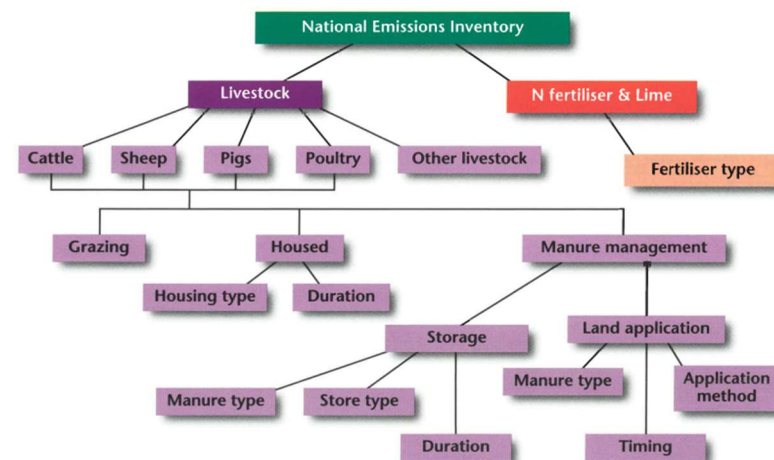 National Emissions Inventory
Livestock
N fertiliser & Lime
Cattle
Sheep
Pigs
Poultry
Other livestock
Fertiliser type
Grazing
Housed
Manure management
Housing type
Duration
Storage
Land application
Manure type
Store type
Manure type
Application
method
Duration
Timing